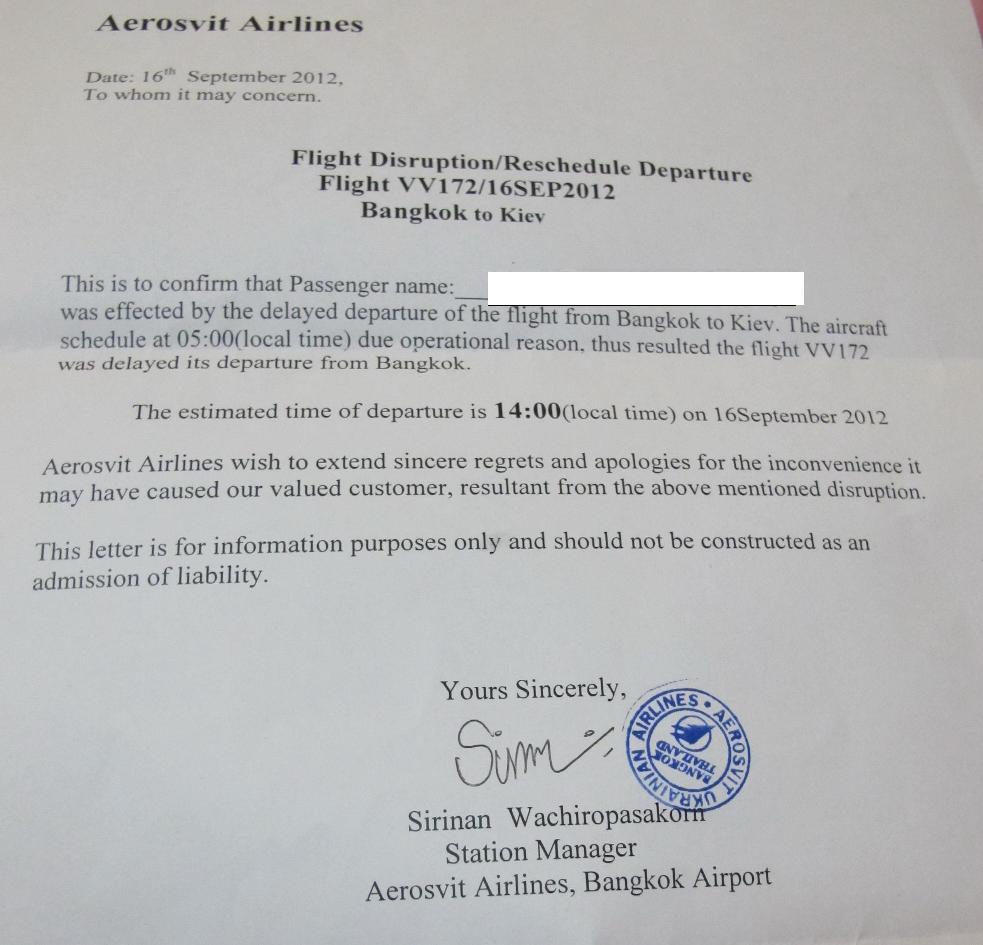 Aerosvit Airlines
Date: 16th September 2012,
To whom it may concern.
Flight Disruption/Reschedule Departure
Flight VV172/16SEP2012
Bangkok to Kiev
This is to confirm that Passenger name:__
was effected by the delayed departure of the flight from Bangkok to Kiev. The aircraft
schedule at 05:00(local time) due operational reason, thus resulted the flight VV172
was delayed its departure from Bangkok.
The estimated time of departure is 14:00(local time) on 16September 2012
Aerosvit Airlines wish to extend sincere regrets and apologies for the inconvenience it
may have caused our valued customer, resultant from the above mentioned disruption.
This letter is for information purposes only and should not be constructed as an
admission of liability.
Yours Sincerely,
AEROSVIT UKRAINIAN AIRLINES •
BANGKOK
THAILAND
Sirinan Wachiropasakorn
Station Manager
Aerosvit Airlines, Bangkok Airport